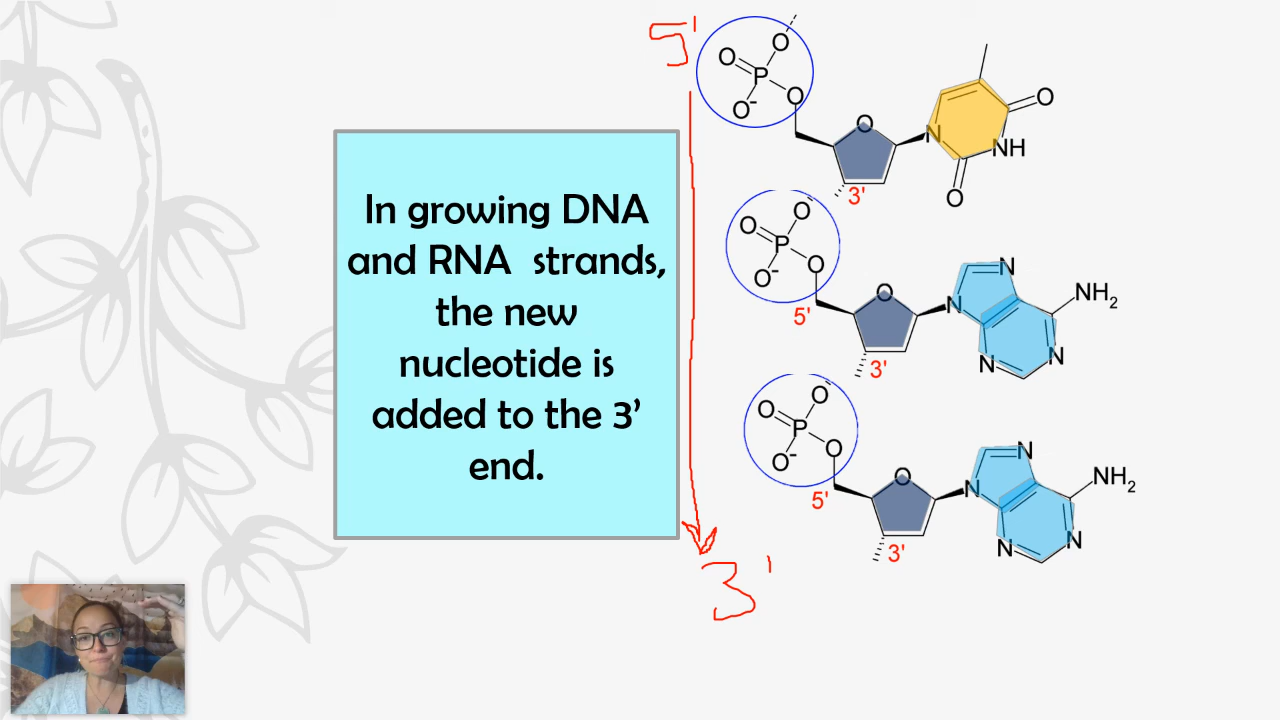 5'
In growing DNA
and RNA  strands,
the new
nucleotide is
added to the 3’
end.
3'
O
O
P
O-
O
O
N
O
NH
O
3'
O
O
P
O-
O
5'
O
N
N
N
N
NH2
3'
O
O
P
O-
O
5'
O
N
N
N
N
NH2
3'